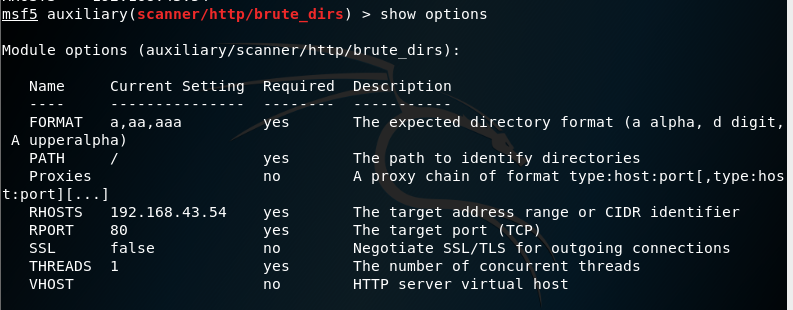 msf5 auxiliary(scanner/http/brute_dirs) > show options
Module options (auxiliary/scanner/http/brute_dirs):
Name Current Setting Required Description
---- --------------- -------- -----------
FORMAT a,aa,aaa yes The expected directory format (a alpha, d digit,
A upperalpha)
PATH / yes The path to identify directories
Proxies no A proxy chain of format type:host:port[,type:hos
t:port][...]
RHOSTS 192.168.43.54 yes The target address range or CIDR identifier
RPORT 80 yes The target port (TCP)
SSL false no Negotiate SSL/TLS for outgoing connections
THREADS 1 yes The number of concurrent threads
VHOST no HTTP server virtual host